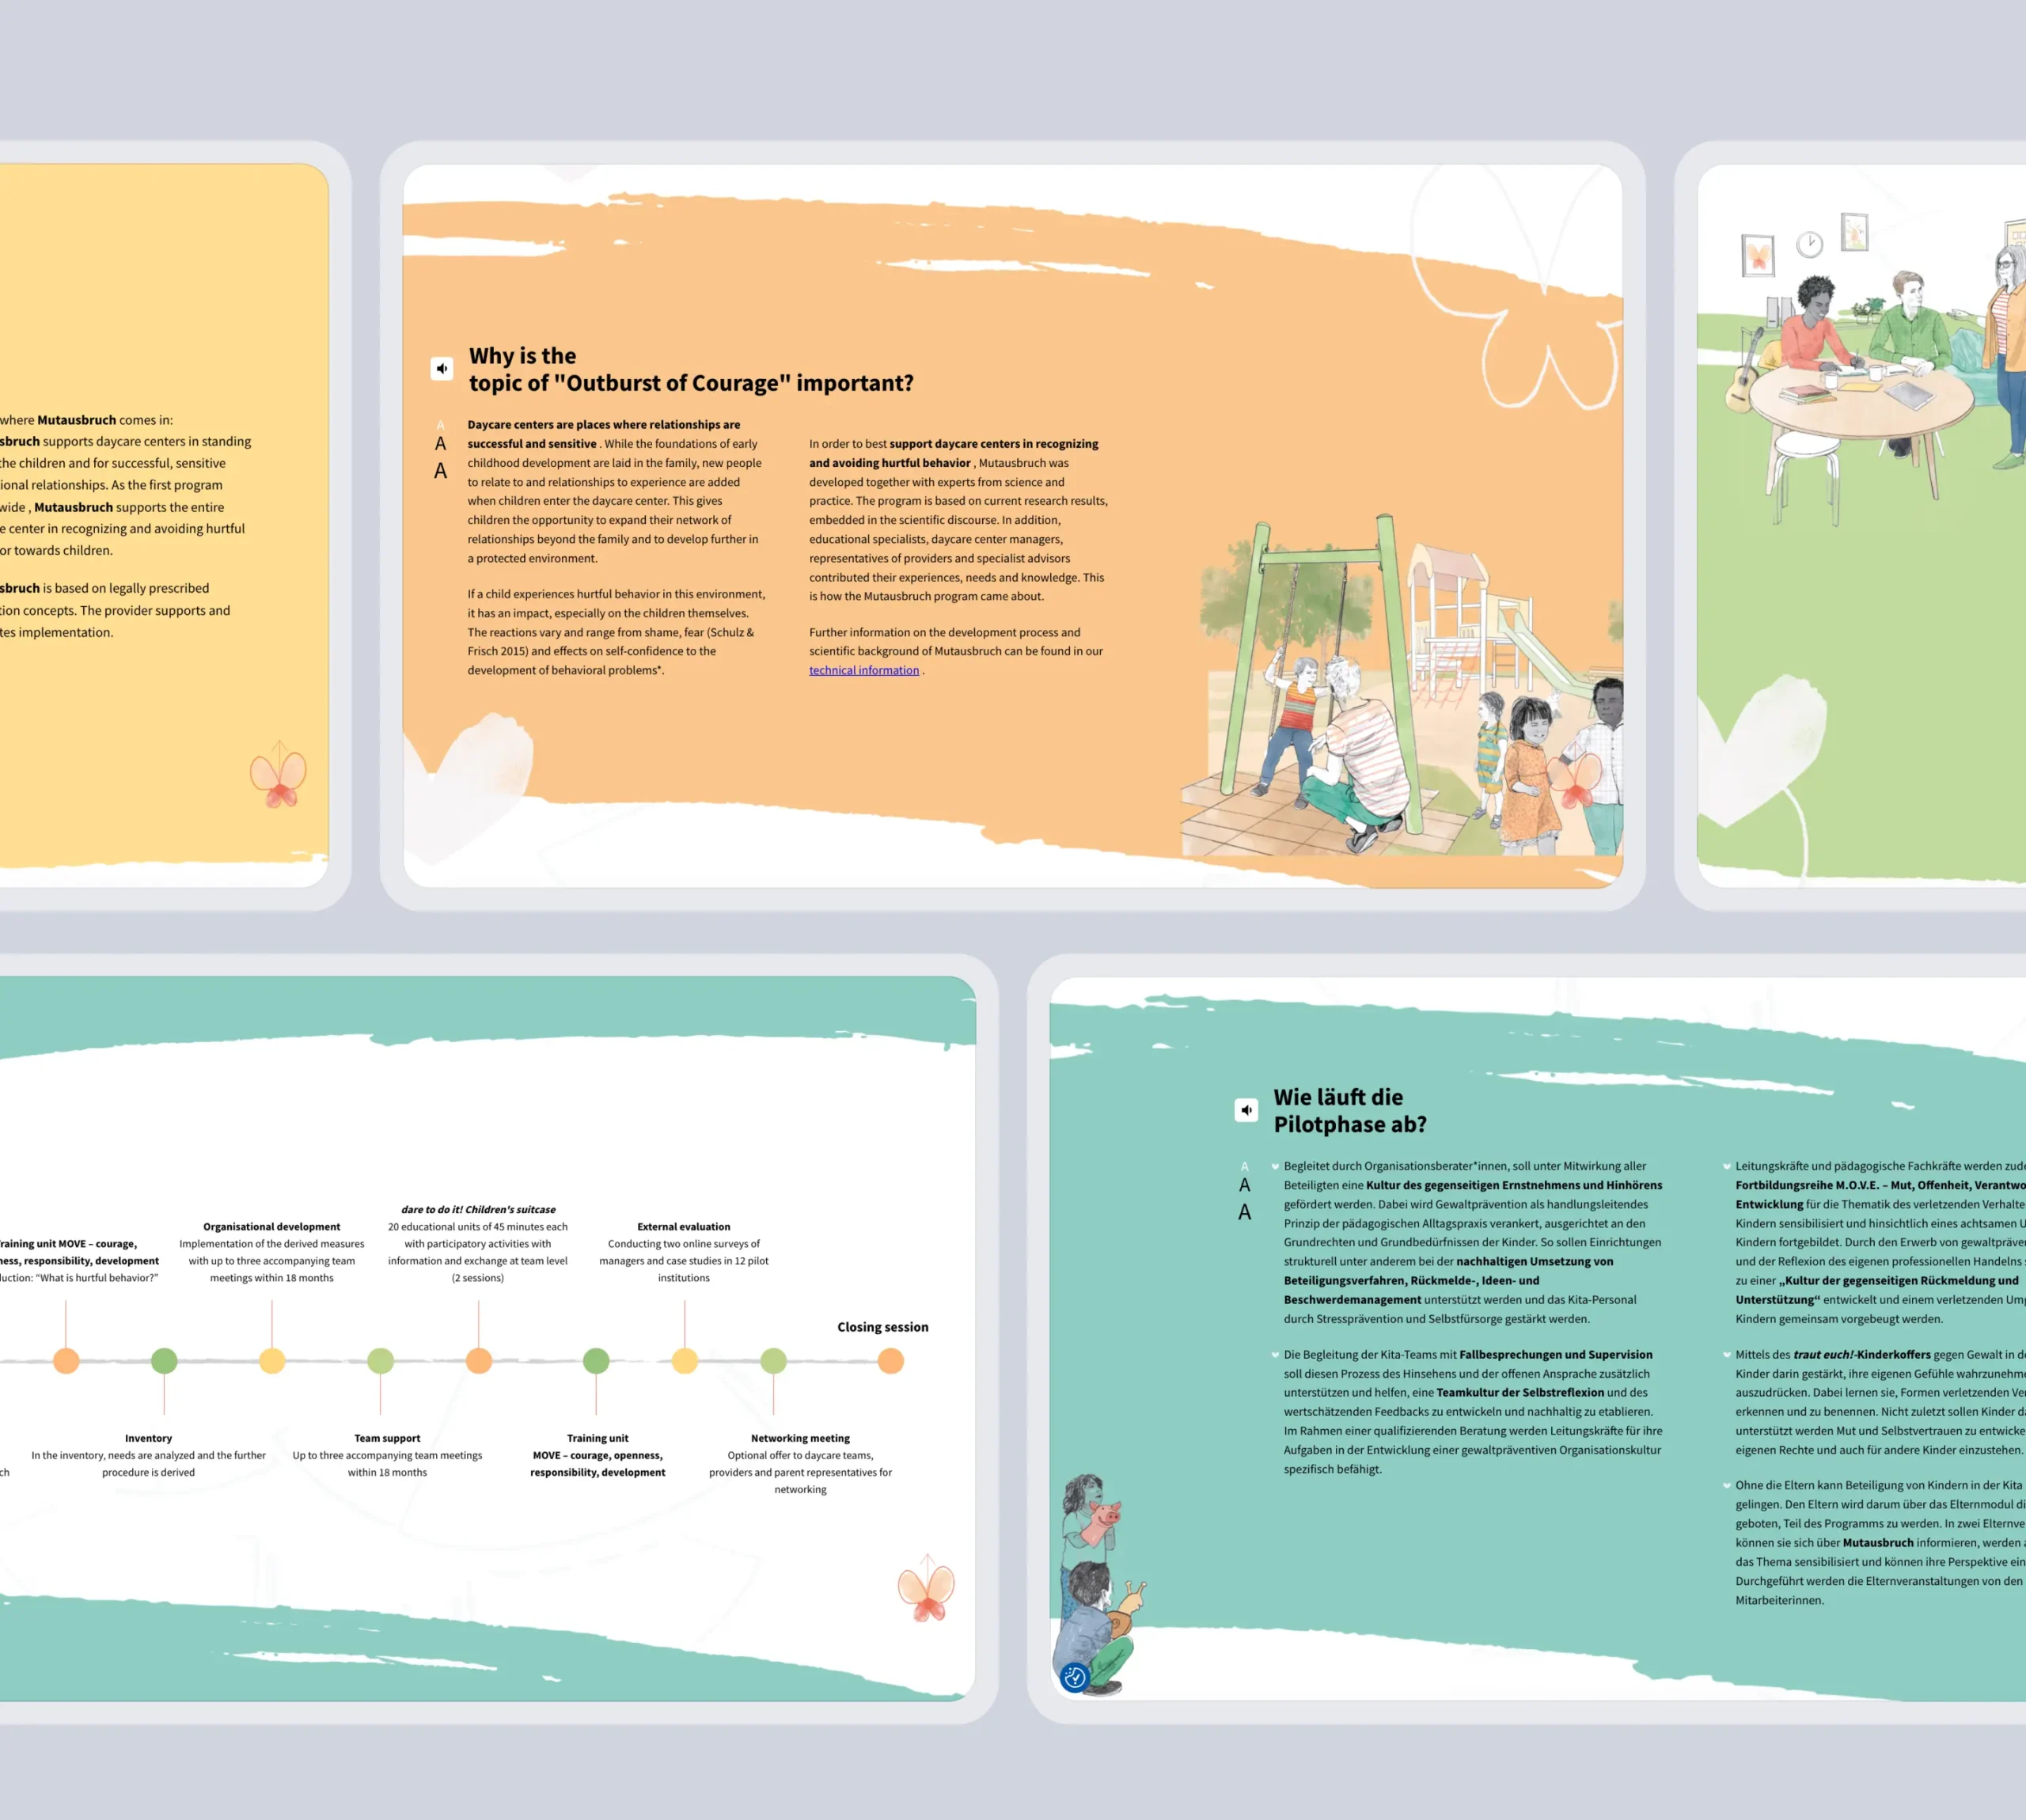 where Mutausbruch comes in:
sbruch supports daycare centers in standing
the children and for successful, sensitive
ional relationships. As the first program
wide , Mutausbruch supports the entire
e center in recognizing and avoiding hurtful
or towards children.
sbruch is based on legally prescribed
tion concepts. The provider supports and
tes implementation.
Why is the
topic of "Outburst of Courage" important?
A
A
A
Daycare centers are places where relationships are
successful and sensitive . While the foundations of early
childhood development are laid in the family, new people
to relate to and relationships to experience are added
when children enter the daycare center. This gives
children the opportunity to expand their network of
relationships beyond the family and to develop further in
a protected environment.
If a child experiences hurtful behavior in this environment,
it has an impact, especially on the children themselves.
The reactions vary and range from shame, fear (Schulz &
Frisch 2015) and effects on self-confidence to the
development of behavioral problems*.
In order to best support daycare centers in recognizing
and avoiding hurtful behavior , Mutausbruch was
developed together with experts from science and
practice. The program is based on current research results,
embedded in the scientific discourse. In addition,
educational specialists, daycare center managers,
representatives of providers and specialist advisors
contributed their experiences, needs and knowledge. This
is how the Mutausbruch program came about.
Further information on the development process and
scientific background of Mutausbruch can be found in our
technical information .
raining unit MOVE – courage,
ness, responsibility, development
luction: “What is hurtful behavior?”
Organisational development
Implementation of the derived measures
with up to three accompanying team
meetings within 18 months
dare to do it! Children's suitcase
20 educational units of 45 minutes each
with participatory activities with
information and exchange at team level
(2 sessions)
External evaluation
Conducting two online surveys of
managers and case studies in 12 pilot
institutions
Closing session
ch
Inventory
In the inventory, needs are analyzed and the further
procedure is derived
Team support
Up to three accompanying team meetings
within 18 months
Training unit
MOVE – courage, openness,
responsibility, development
Networking meeting
Optional offer to daycare teams,
providers and parent representatives for
networking
Wie läuft die
Pilotphase ab?
A
A
A
Begleitet durch Organisationsberater*innen, soll unter Mitwirkung aller
Beteiligten eine Kultur des gegenseitigen Ernstnehmens und Hinhörens
gefördert werden. Dabei wird Gewaltprävention als handlungsleitendes
Prinzip der pädagogischen Alltagspraxis verankert, ausgerichtet an den
Grundrechten und Grundbedürfnissen der Kinder. So sollen Einrichtungen
strukturell unter anderem bei der nachhaltigen Umsetzung von
Beteiligungsverfahren, Rückmelde-, Ideen- und
Beschwerdemanagement unterstützt werden und das Kita-Personal
durch Stressprävention und Selbstfürsorge gestärkt werden.
Die Begleitung der Kita-Teams mit Fallbesprechungen und Supervision
soll diesen Prozess des Hinsehens und der offenen Ansprache zusätzlich
unterstützen und helfen, eine Teamkultur der Selbstreflexion und des
wertschätzenden Feedbacks zu entwickeln und nachhaltig zu etablieren.
Im Rahmen einer qualifizierenden Beratung werden Leitungskräfte für ihre
Aufgaben in der Entwicklung einer gewaltpräventiven Organisationskultur
spezifisch befähigt.
Leitungskräfte und pädagogische Fachkräfte werden zude
Fortbildungsreihe M.O.V.E. – Mut, Offenheit, Verantwo
Entwicklung für die Thematik des verletzenden Verhalte
Kindern sensibilisiert und hinsichtlich eines achtsamen U
Kindern fortgebildet. Durch den Erwerb von gewaltpräve
und der Reflexion des eigenen professionellen Handelns s
zu einer „Kultur der gegenseitigen Rückmeldung und
Unterstützung“ entwickelt und einem verletzenden Um
Kindern gemeinsam vorgebeugt werden.
Mittels des traut euch!-Kinderkoffers gegen Gewalt in de
Kinder darin gestärkt, ihre eigenen Gefühle wahrzunehme
auszudrücken. Dabei lernen sie, Formen verletzenden Ve
erkennen und zu benennen. Nicht zuletzt sollen Kinder da
unterstützt werden Mut und Selbstvertrauen zu entwicke
eigenen Rechte und auch für andere Kinder einzustehen.
Ohne die Eltern kann Beteiligung von Kindern in der Kita
gelingen. Den Eltern wird darum über das Elternmodul di
geboten, Teil des Programms zu werden. In zwei Elternve
können sie sich über Mutausbruch informieren, werden a
das Thema sensibilisiert und können ihre Perspektive ein
Durchgeführt werden die Elternveranstaltungen von den
Mitarbeiterinnen.